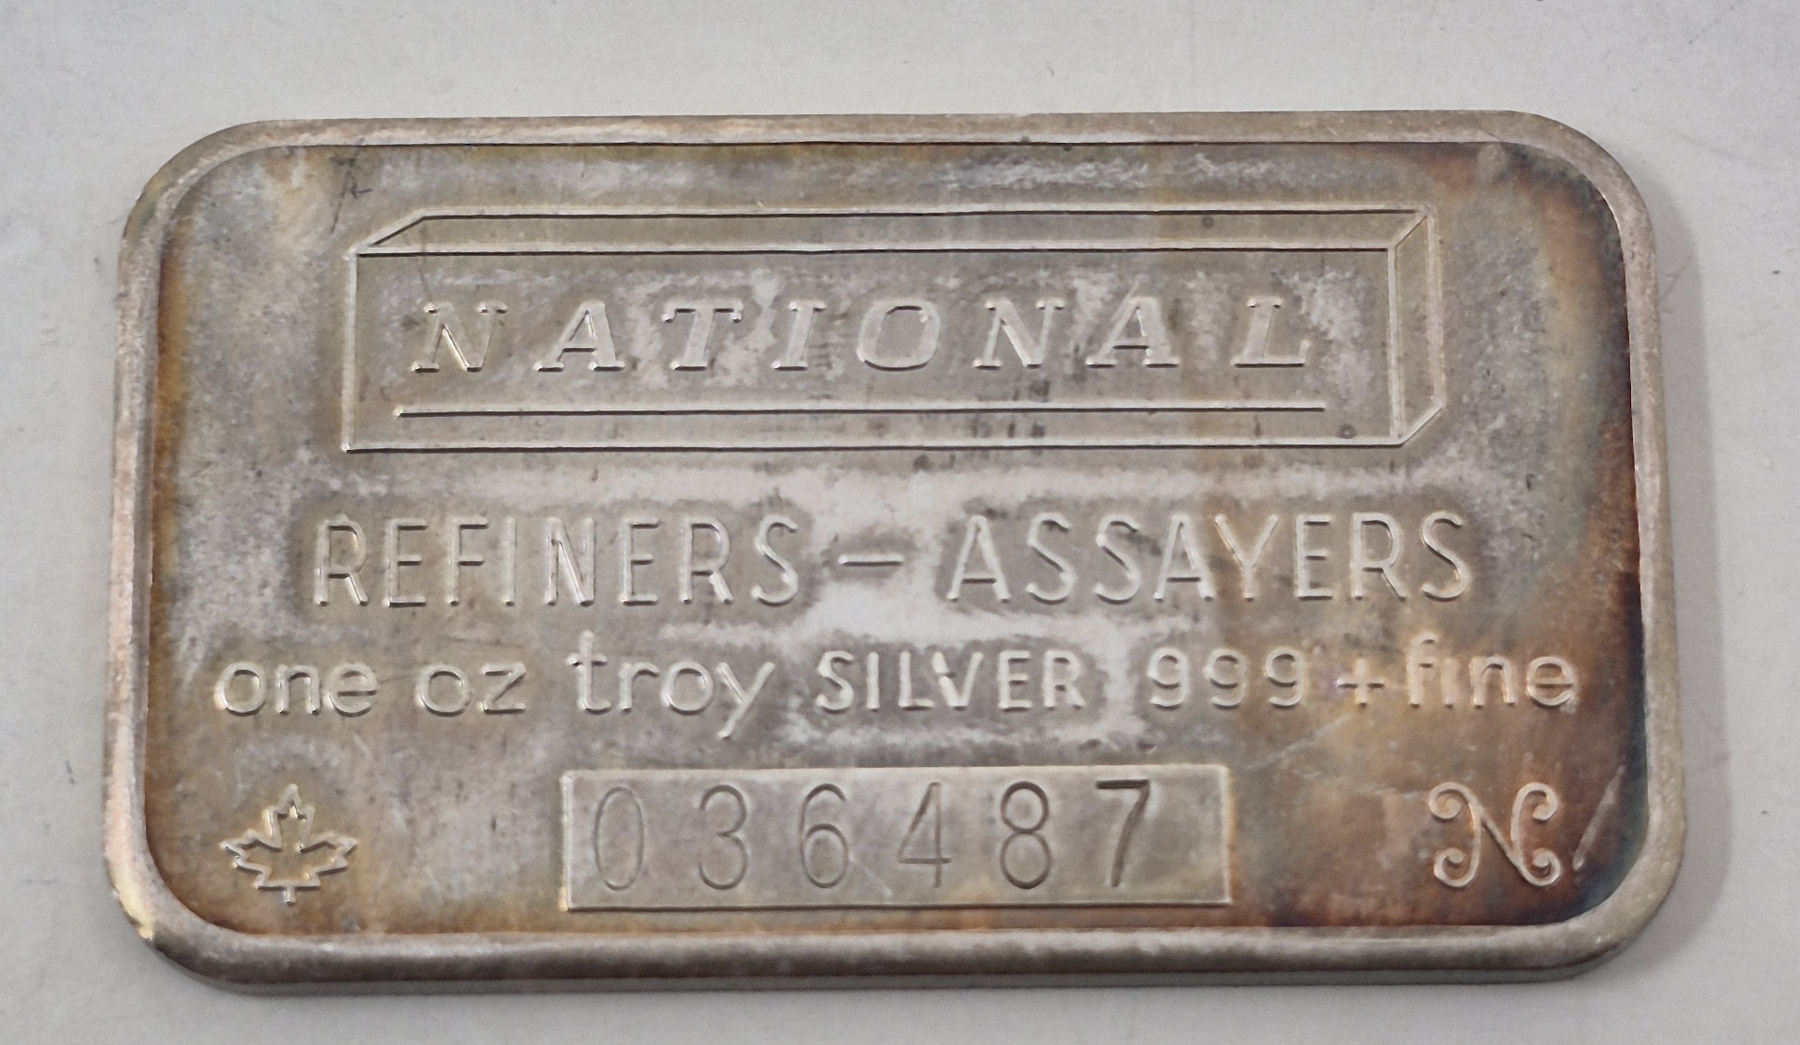 NATIONAL
REFINERS — ASSAYERS
one oz troy SILVER 999+ fine
036487
N